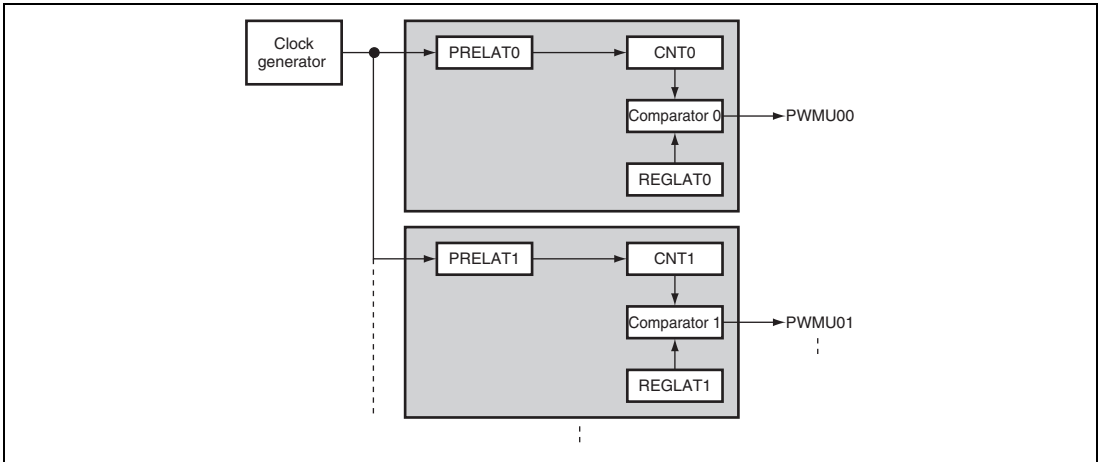 Clock
generator
PRELAT0
CNT0
Comparator 0
PWMU00
REGLAT0
PRELAT1
CNT1
Comparator 1
PWMU01
REGLAT1